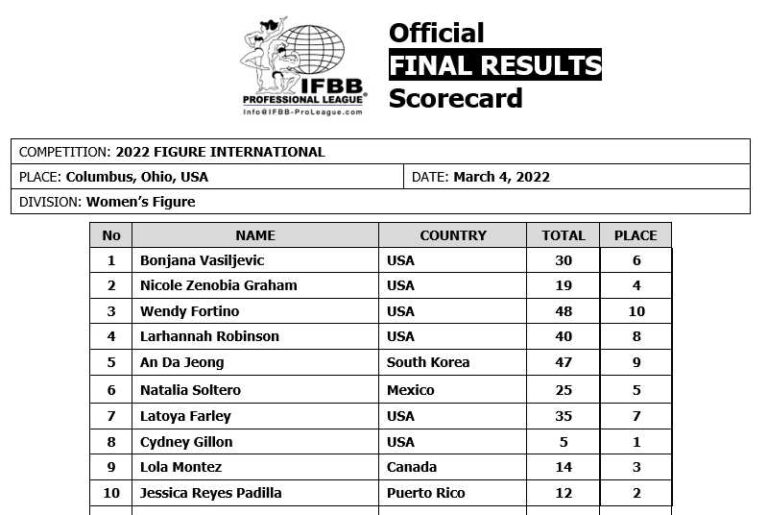 IFBB
PROFESSIONAL LEAGUE®
Info@IFBB-ProLeague.com
Official
FINAL RESULTS
Scorecard
COMPETITION: 2022 FIGURE INTERNATIONAL
PLACE: Columbus, Ohio, USA DATE: March 4, 2022
DIVISION: Women's Figure
No NAME COUNTRY TOTAL PLACE
1 Bonjana Vasiljevic USA 30 6
2 Nicole Zenobia Graham USA 19 4
3 Wendy Fortino USA 48 10
4 Larhannah Robinson USA 40 8
5 An Da Jeong South Korea 47 9
6 Natalia Soltero Mexico 25 5
7 Latoya Farley USA 35 7
8 Cydney Gillon USA 5 1
9 Lola Montez Canada 14 3
10 Jessica Reyes Padilla Puerto Rico 12 2